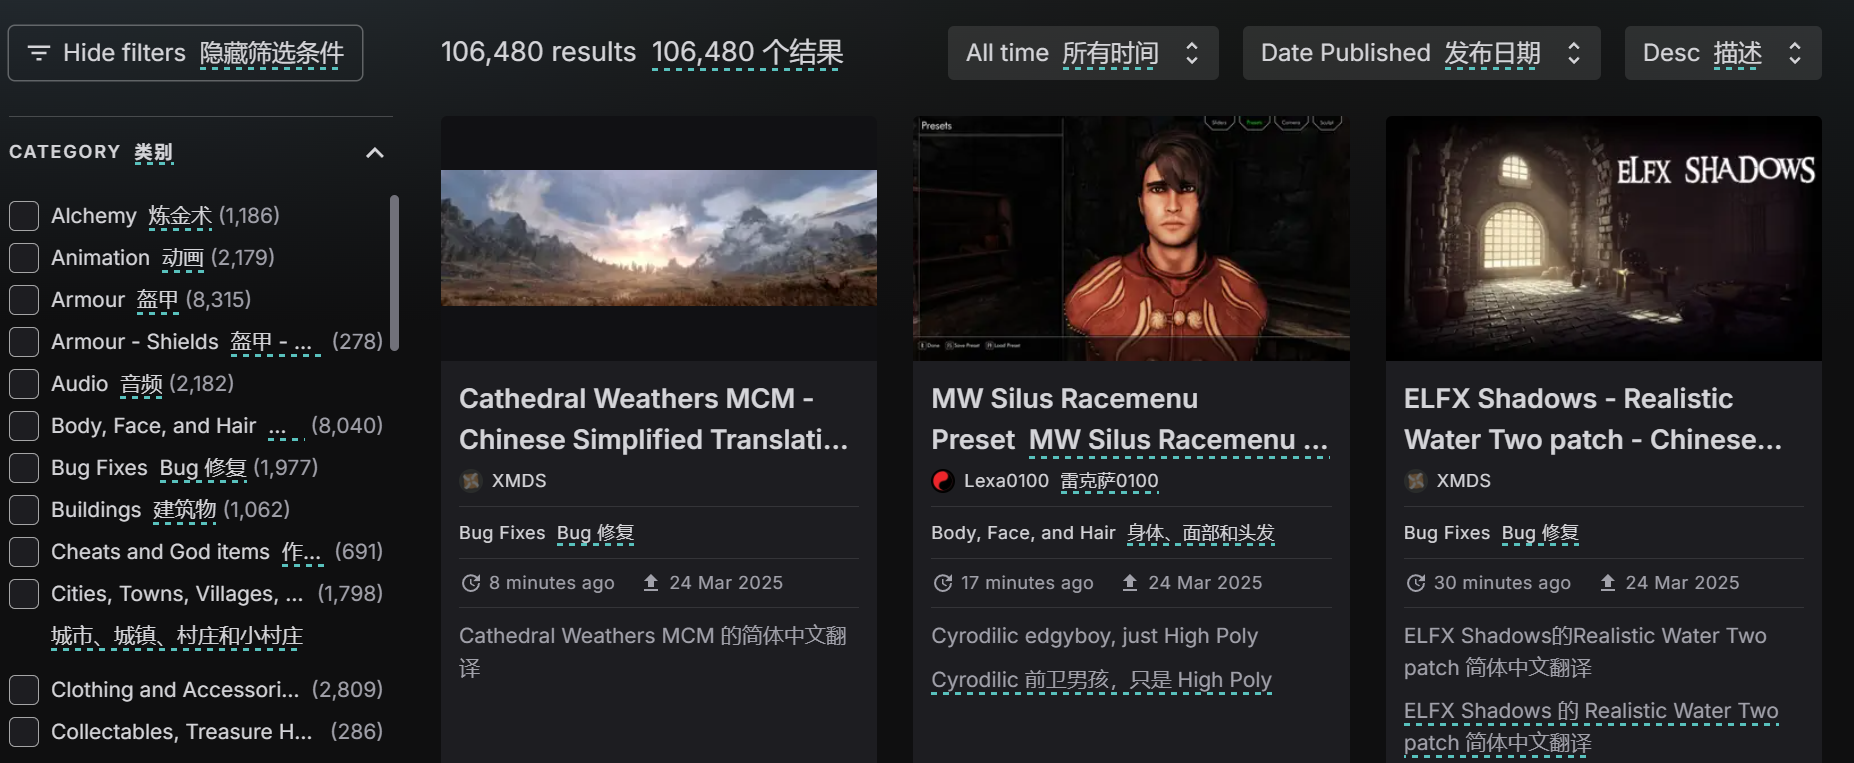 Hide filters 隐藏筛选条件
106,480 results 106,480 个结果
All time 所有时间
Date Published 发布日期
Desc 描述
CATEGORY 类别
Alchemy 炼金术 (1,186)
Animation 动画 (2,179)
Armour 盔甲 (8,315)
Armour - Shields 盔甲 - ... (278)
Audio 音频 (2,182)
Body, Face, and Hair ... (8,040)
Bug Fixes Bug 修复 (1,977)
Buildings 建筑物 (1,062)
Cheats and God items 作... (691)
Cities, Towns, Villages, ... (1,798)
城市、城镇、村庄和小村庄
Clothing and Accessori... (2,809)
Collectables, Treasure H... (286)
Cathedral Weathers MCM -
Chinese Simplified Translati...
XMDS
Bug Fixes Bug 修复
8 minutes ago 24 Mar 2025
Cathedral Weathers MCM 的简体中文翻
译
Presets
Sliders Presets Camera Sculpt
Done Save Preset Load Preset
MW Silus Racemenu
Preset MW Silus Racemenu ...
Lexa0100 雷克萨0100
Body, Face, and Hair 身体、面部和头发
17 minutes ago 24 Mar 2025
Cyrodilic edgyboy, just High Poly
Cyrodilic 前卫男孩，只是 High Poly
ELFX SHADOWS
ELFX Shadows - Realistic
Water Two patch - Chinese...
XMDS
Bug Fixes Bug 修复
30 minutes ago 24 Mar 2025
ELFX Shadows的Realistic Water Two
patch 简体中文翻译
ELFX Shadows 的 Realistic Water Two
patch 简体中文翻译